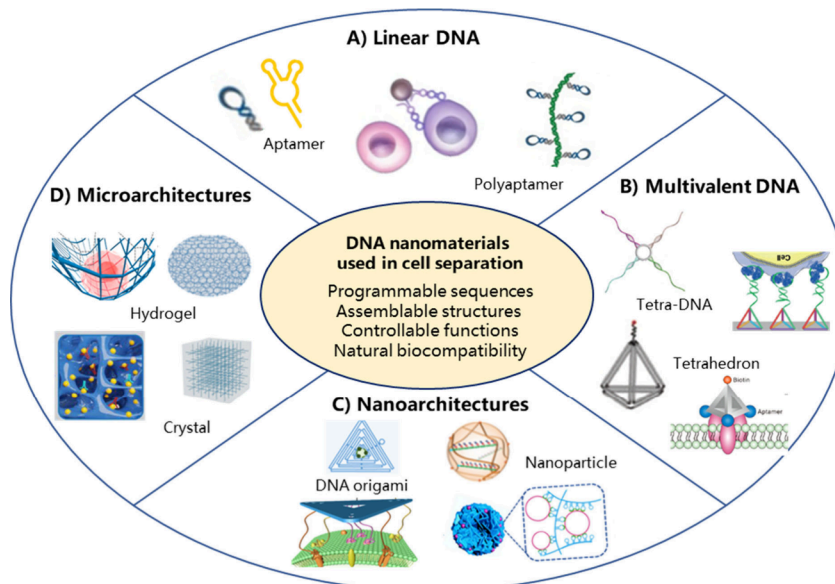 A) Linear DNA
Aptamer
Polyaptamer
B) Multivalent DNA
Cell
Tetra-DNA
Tetrahedron
Biotin
Aptamer
D) Microarchitectures
Hydrogel
Crystal
DNA nanomaterials
used in cell separation
Programmable sequences
Assemblable structures
Controllable functions
Natural biocompatibility
C) Nanoarchitectures
DNA origami
Nanoparticle